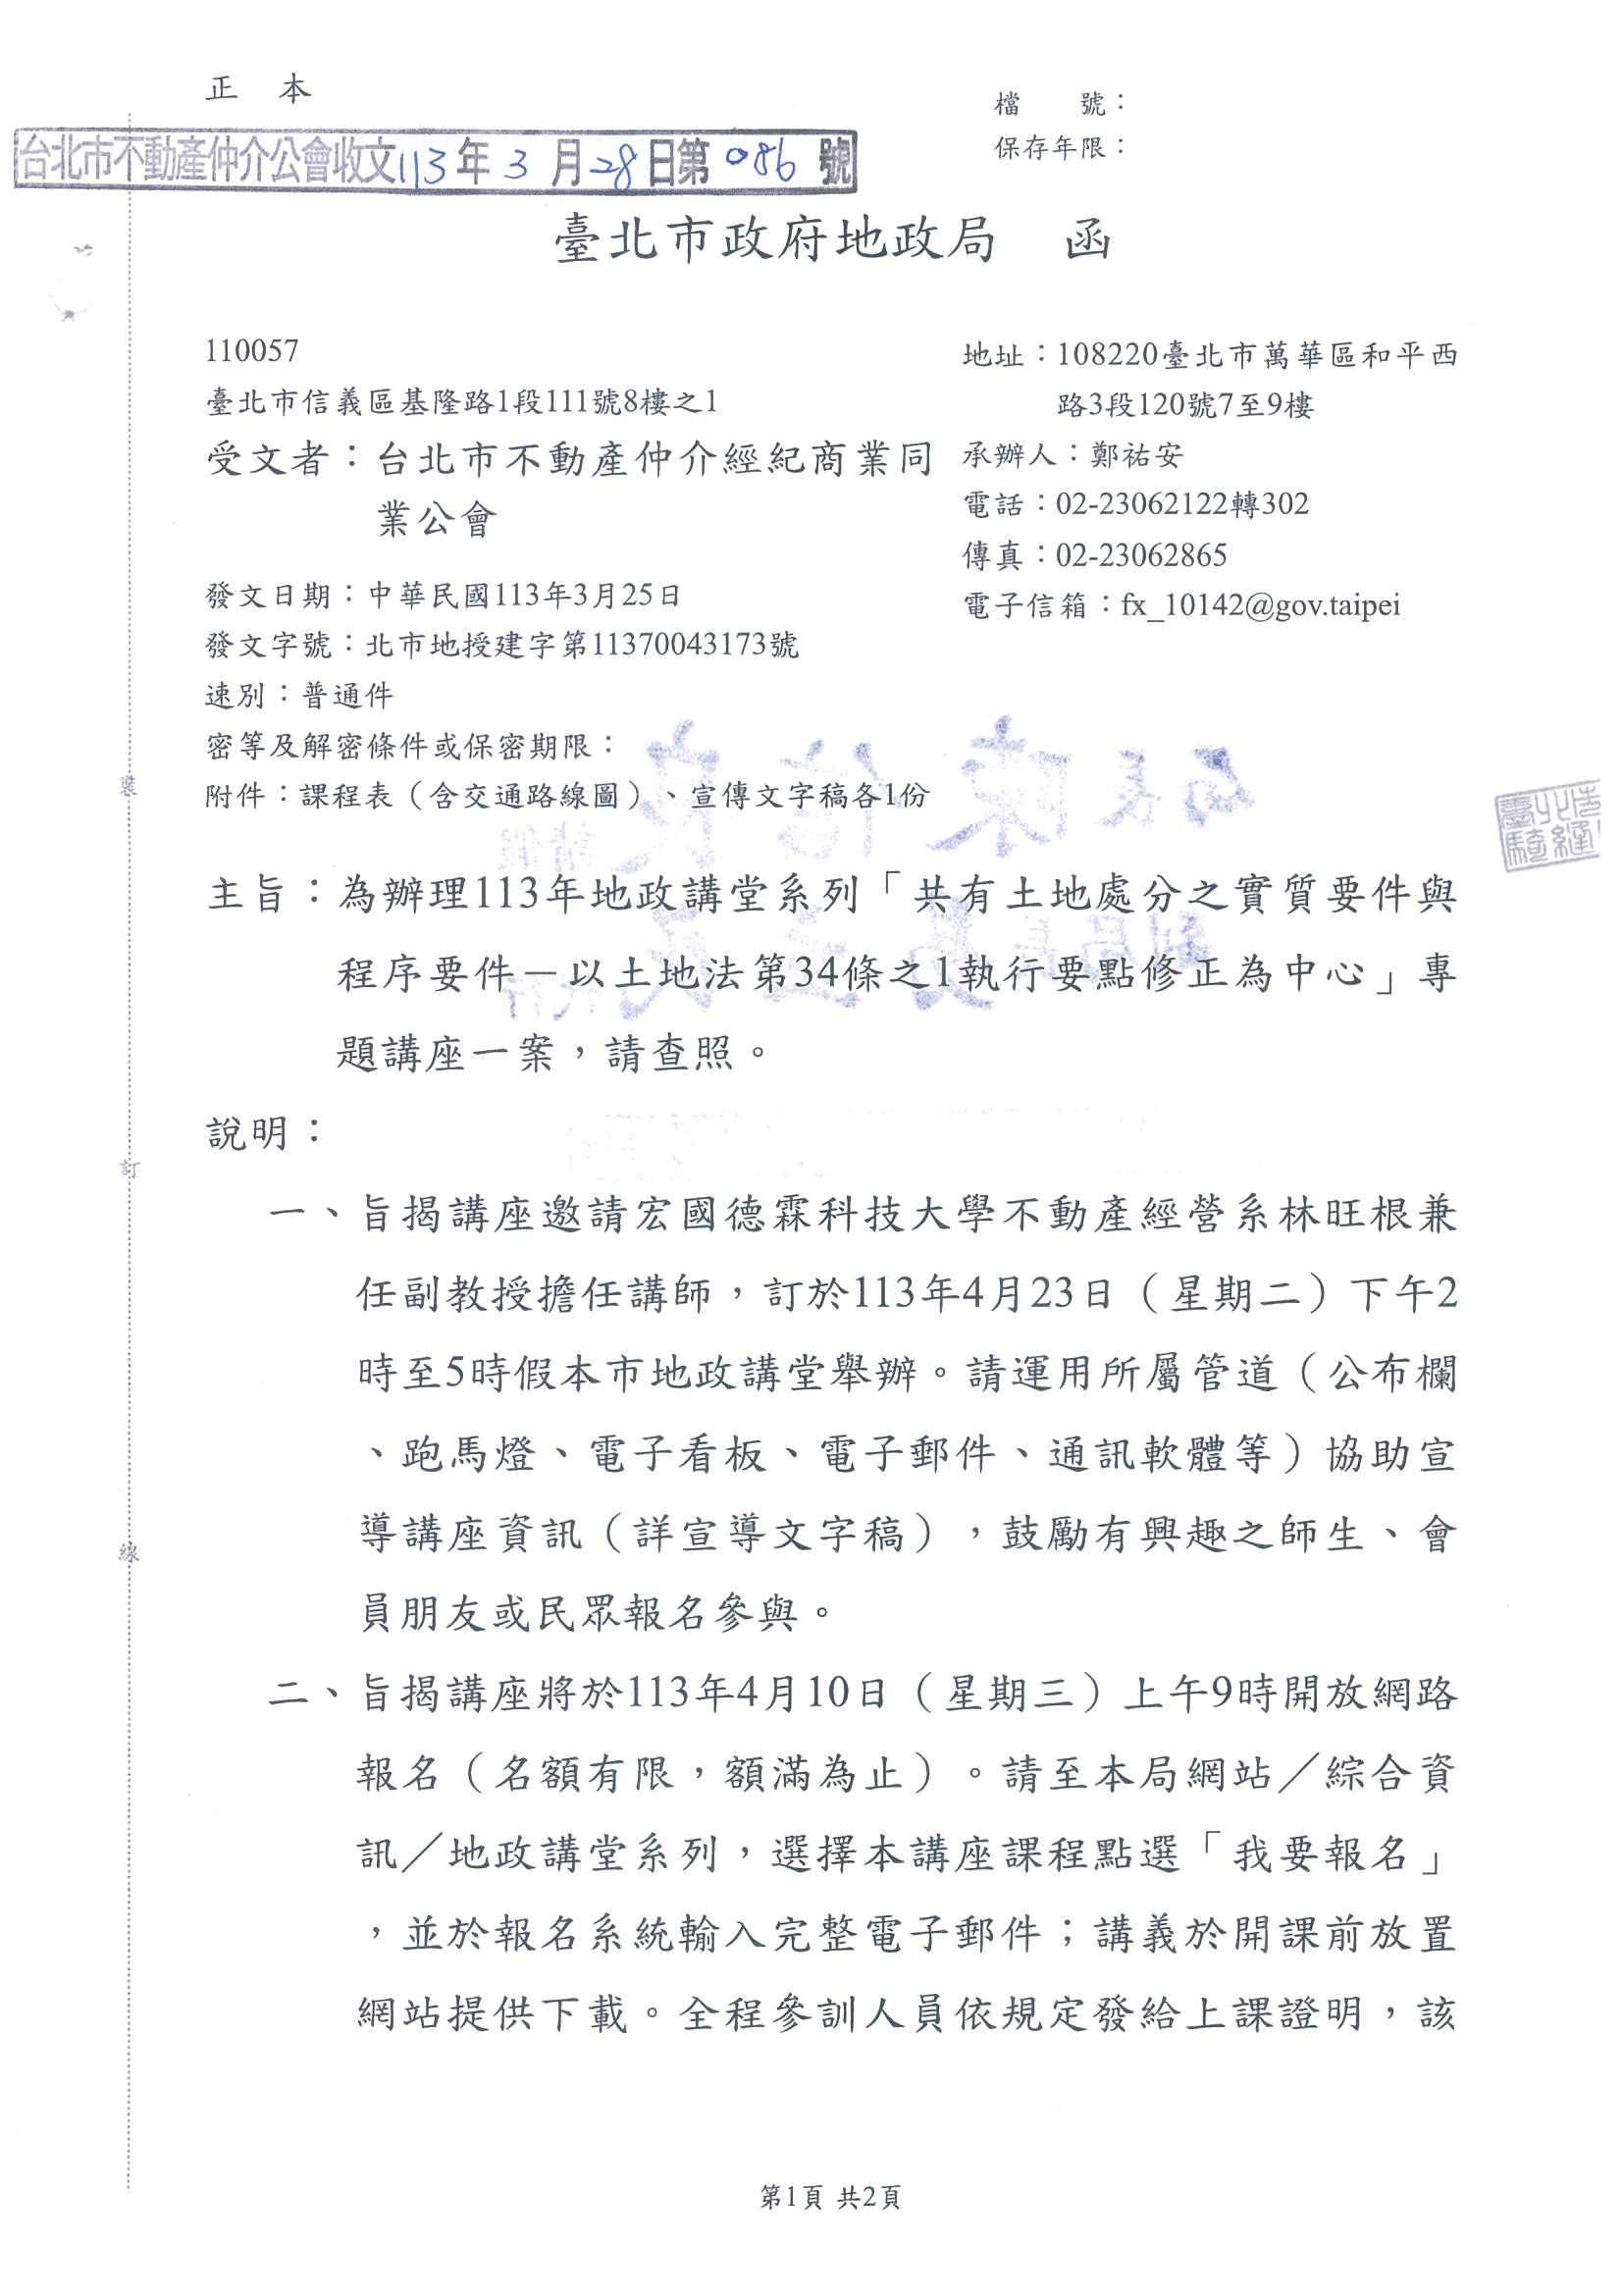 正　本
檔　　號：
保存年限：
台北市不動產仲介公會收文113年3月28日第086號
臺北市政府地政局　函
110057
臺北市信義區基隆路1段111號8樓之1
受文者：台北市不動產仲介經紀商業同
業公會
地址：108220臺北市萬華區和平西
路3段120號7至9樓
承辦人：鄭祐安
電話：02-23062122轉302
傳真：02-23062865
電子信箱：fx_10142@gov.taipei
發文日期：中華民國113年3月25日
發文字號：北市地授建字第11370043173號
速別：普通件
密等及解密條件或保密期限：
附件：課程表（含交通路線圖）、宣傳文字稿各1份
主旨：為辦理113年地政講堂系列「共有土地處分之實質要件與
程序要件－以土地法第34條之1執行要點修正為中心」專
題講座一案，請查照。
說明：
一、旨揭講座邀請宏國德霖科技大學不動產經營系林旺根兼
任副教授擔任講師，訂於113年4月23日（星期二）下午2
時至5時假本市地政講堂舉辦。請運用所屬管道（公布欄
、跑馬燈、電子看板、電子郵件、通訊軟體等）協助宣
導講座資訊（詳宣導文字稿），鼓勵有興趣之師生、會
員朋友或民眾報名參與。
二、旨揭講座將於113年4月10日（星期三）上午9時開放網路
報名（名額有限，額滿為止）。請至本局網站／綜合資
訊／地政講堂系列，選擇本講座課程點選「我要報名」
，並於報名系統輸入完整電子郵件；講義於開課前放置
網站提供下載。全程參訓人員依規定發給上課證明，該
裝
訂
線
第1頁 共2頁